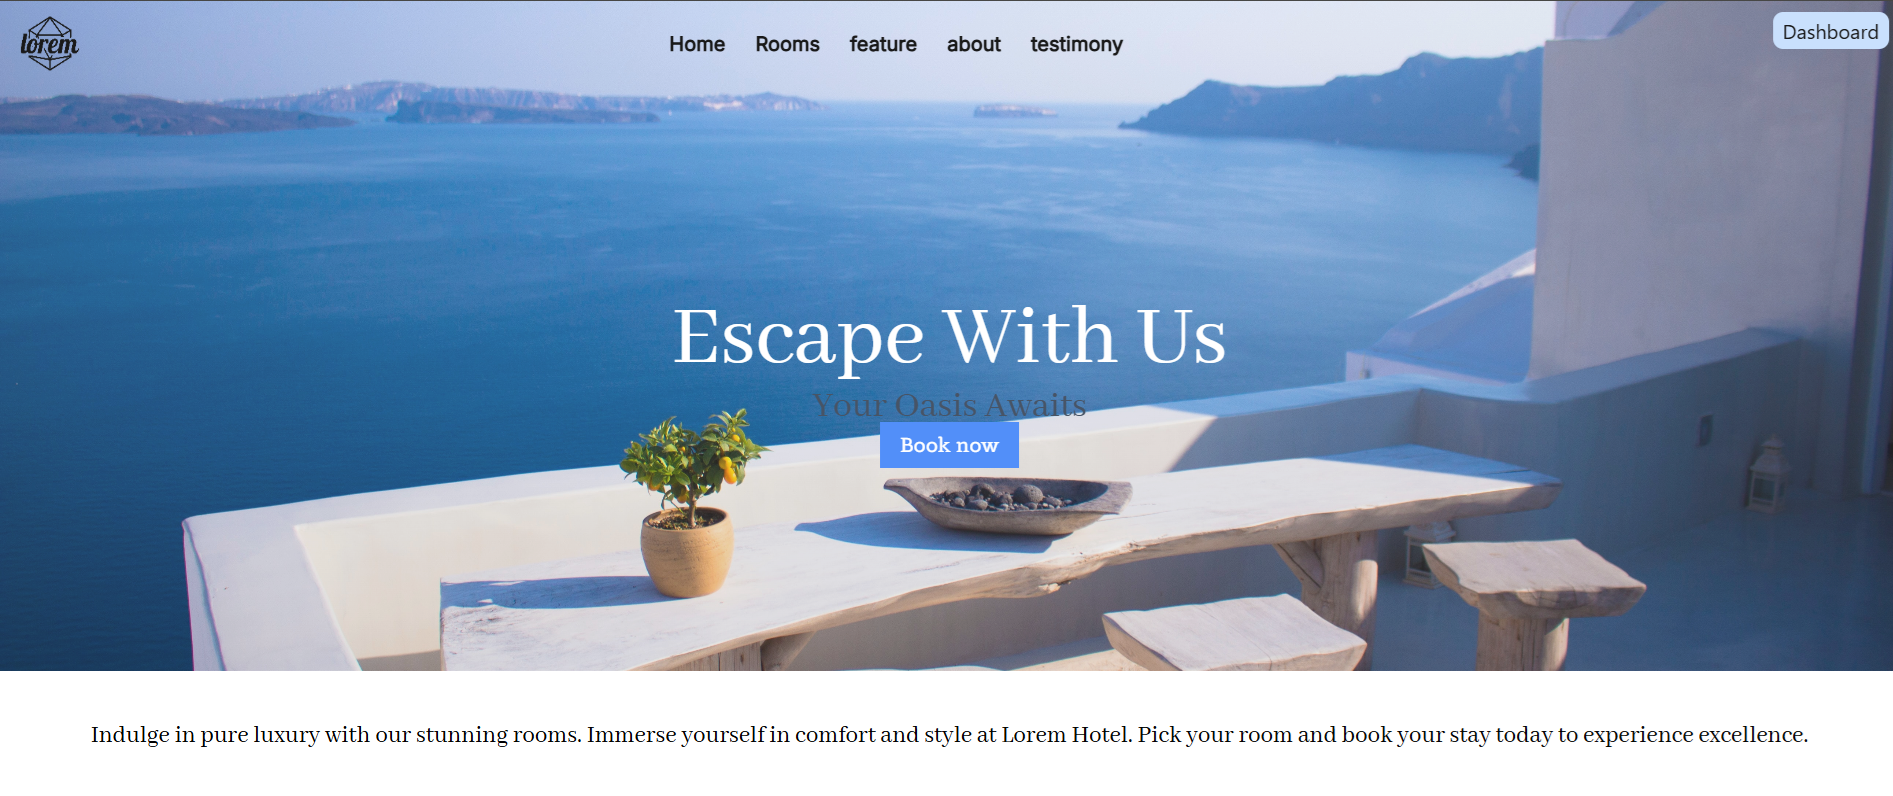 lorem
Home Rooms feature about testimony
Dashboard
Escape With Us
Your Oasis Awaits
Book now
Indulge in pure luxury with our stunning rooms. Immerse yourself in comfort and style at Lorem Hotel. Pick your room and book your stay today to experience excellence.